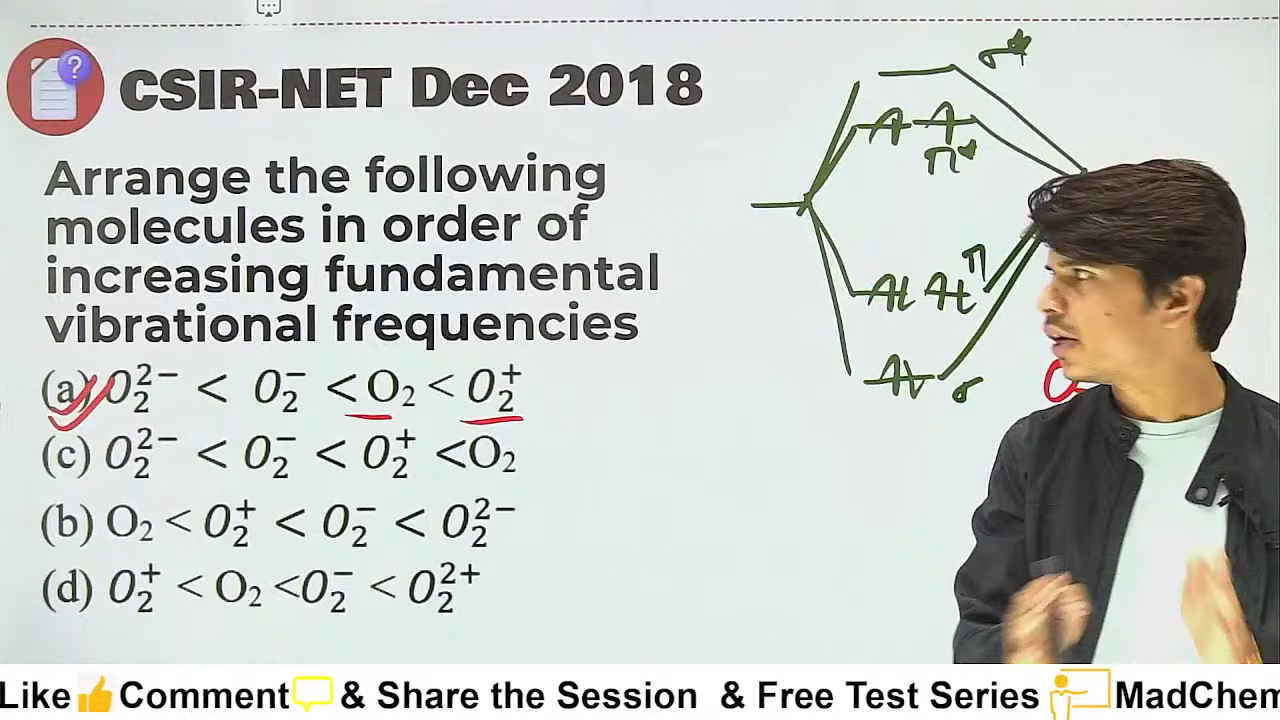 CSIR-NET Dec 2018
Arrange the following
molecules in order of
increasing fundamental
vibrational frequencies
(a) O₂²⁻ < O₂⁻ < O₂ < O₂⁺
(c) O₂²⁻ < O₂⁻ < O₂⁺ <O₂
(b) O₂ < O₂⁺ < O₂⁻ < O₂²⁻
(d) O₂⁺ < O₂ <O₂⁻ < O₂²⁺
σ*
π*
π
σ
Like 👍 Comment 💬 & Share the Session & Free Test Series MadChem